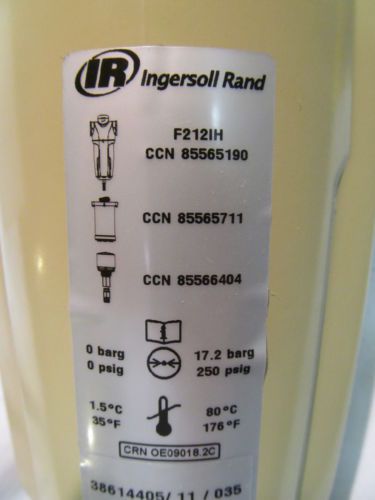 IR Ingersoll Rand
F212IH
CCN 85565190
CCN 85565711
CCN 85566404
0 barg 17.2 barg
0 psig 250 psig
1.5°C 80°C
35°F 176°F
CRN OE09018.2C
38614405/ 11 / 035